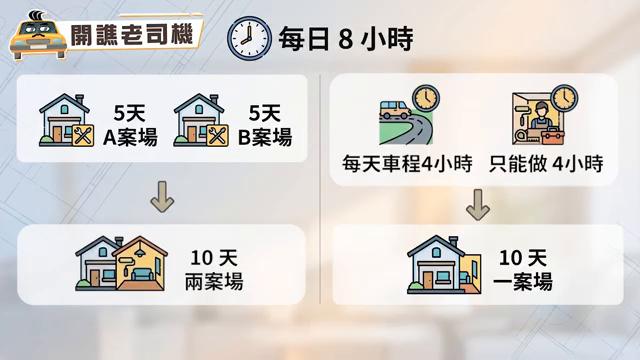 開譙老司機
每日 8 小時
5天
A案場
5天
B案場
10 天
兩案場
每天車程4小時
只能做 4小時
10 天
一案場